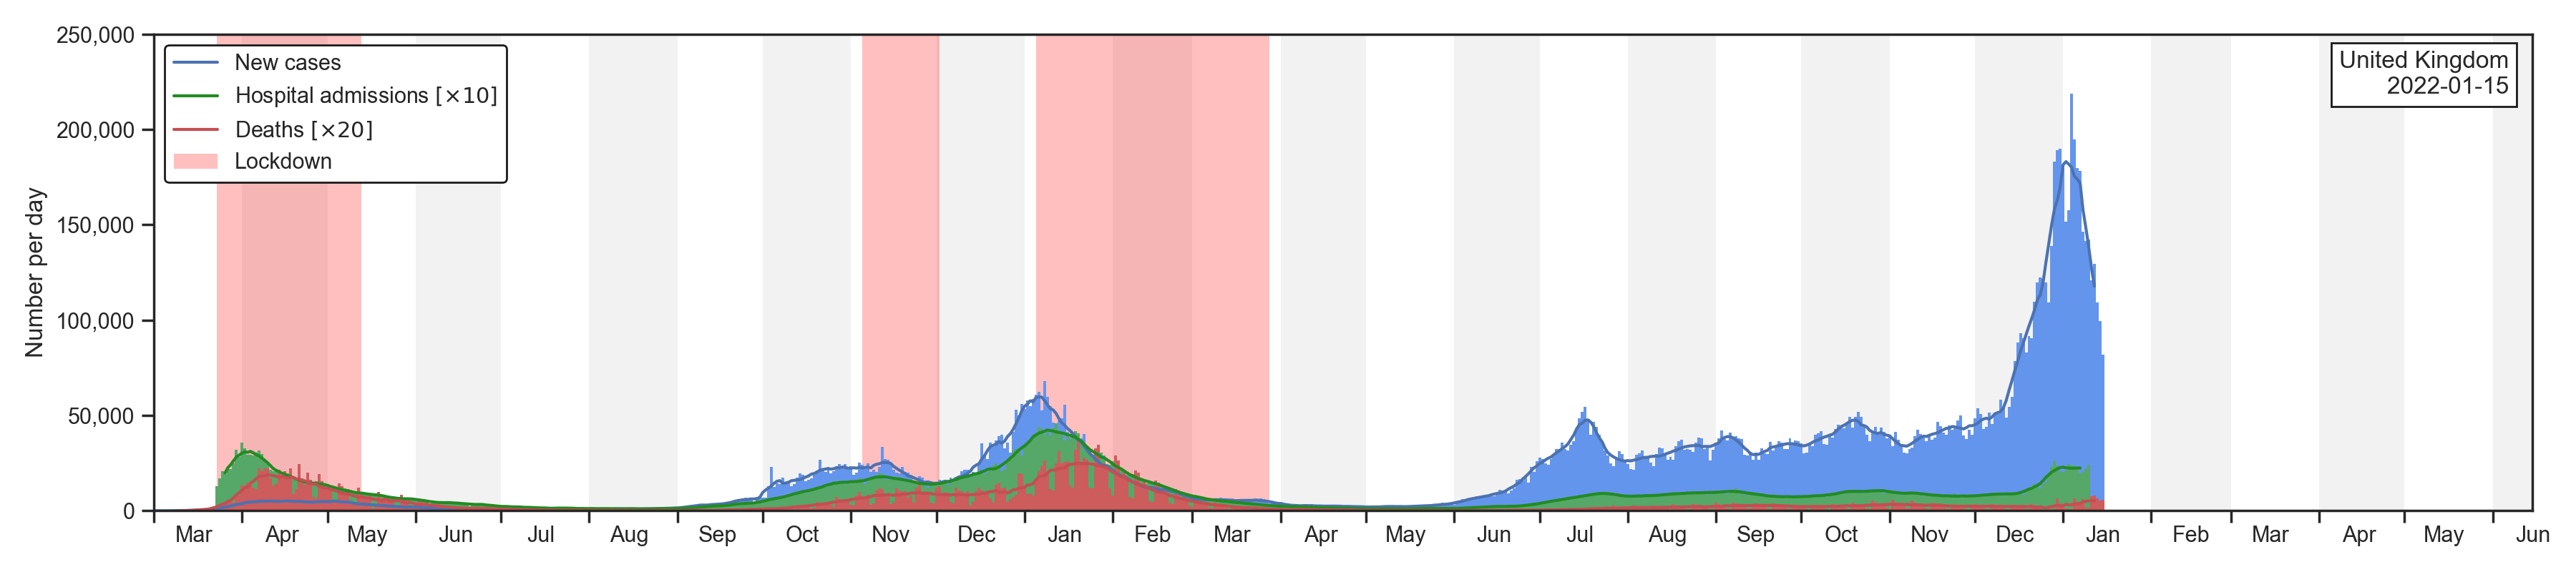 250,000
200,000
150,000
100,000
50,000
0
Number per day
New cases
Hospital admissions [×10]
Deaths [×20]
Lockdown
United Kingdom
2022-01-15
Mar Apr May Jun Jul Aug Sep Oct Nov Dec Jan Feb Mar Apr May Jun Jul Aug Sep Oct Nov Dec Jan Feb Mar Apr May Jun